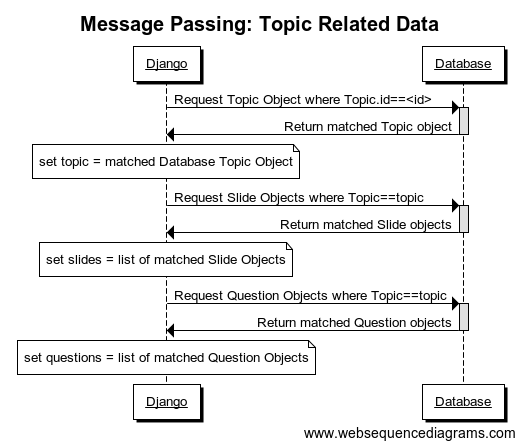 Message Passing: Topic Related Data
Django
Database
Request Topic Object where Topic.id==<id>
Return matched Topic object
set topic = matched Database Topic Object
Request Slide Objects where Topic==topic
Return matched Slide objects
set slides = list of matched Slide Objects
Request Question Objects where Topic==topic
Return matched Question objects
set questions = list of matched Question Objects
Django
Database
www.websequencediagrams.com